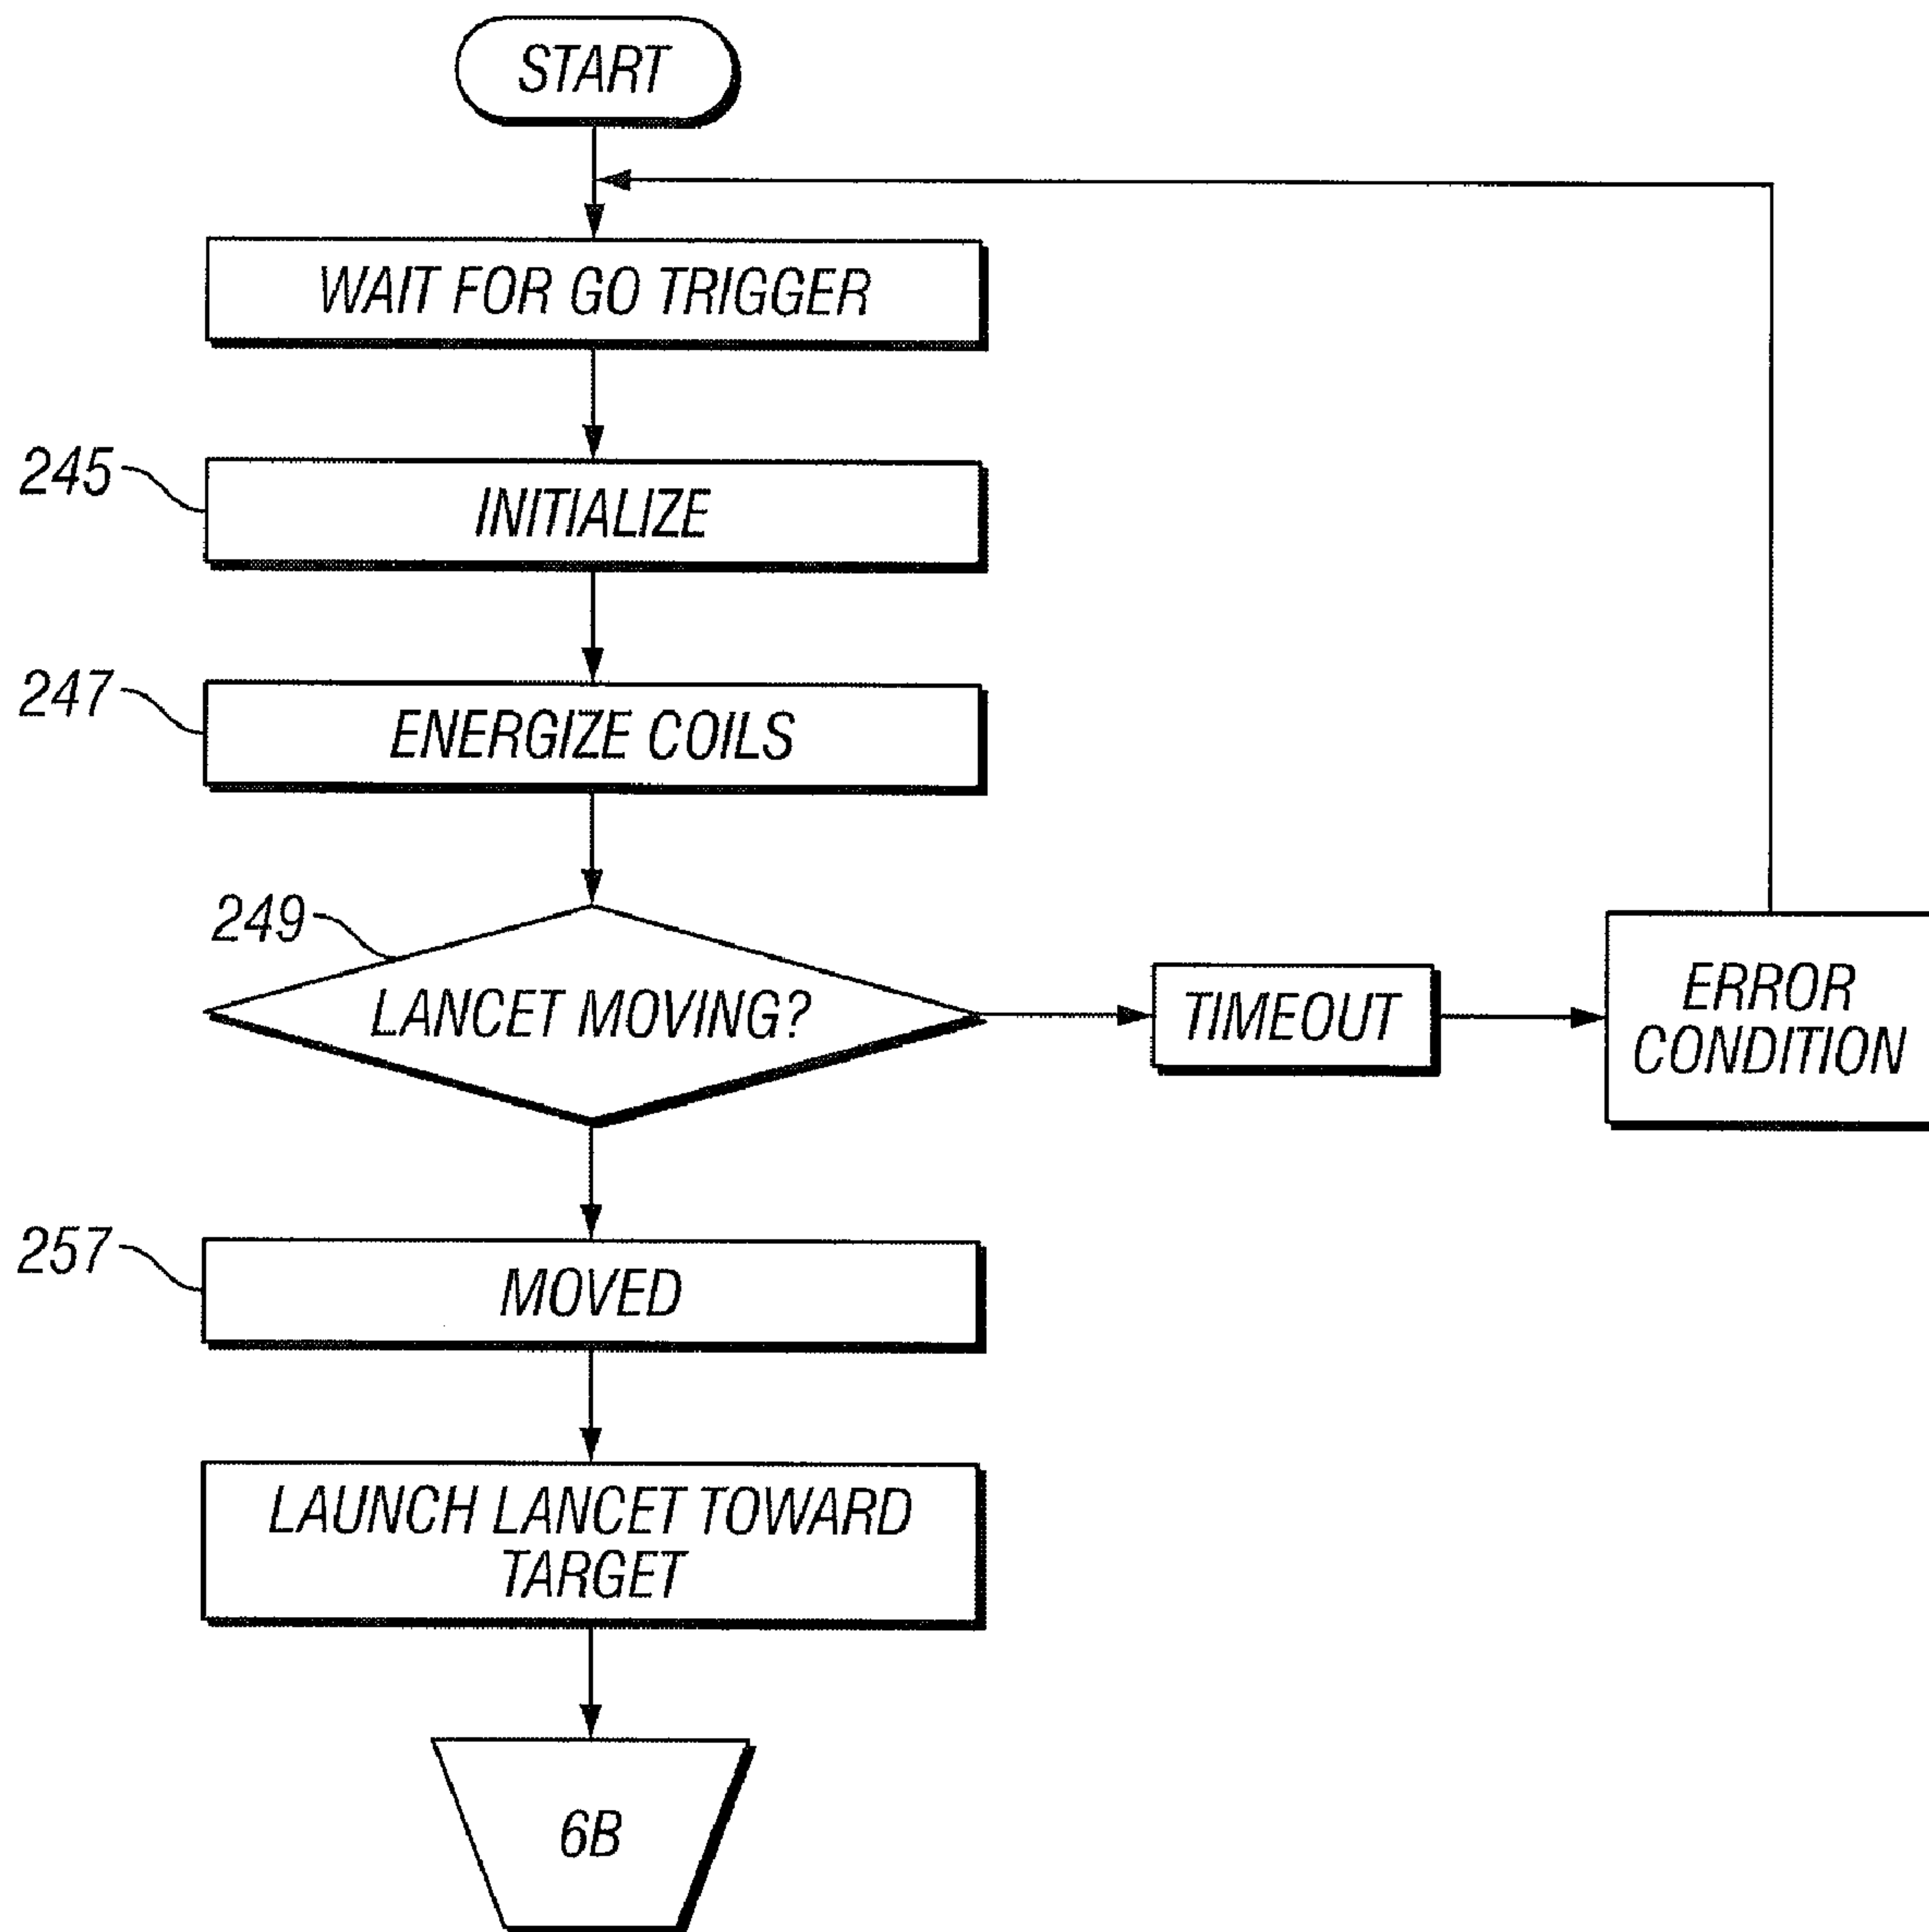 START
WAIT FOR GO TRIGGER
245
INITIALIZE
247
ENERGIZE COILS
249
LANCET MOVING?
TIMEOUT
ERROR
CONDITION
257
MOVED
LAUNCH LANCET TOWARD
TARGET
6B